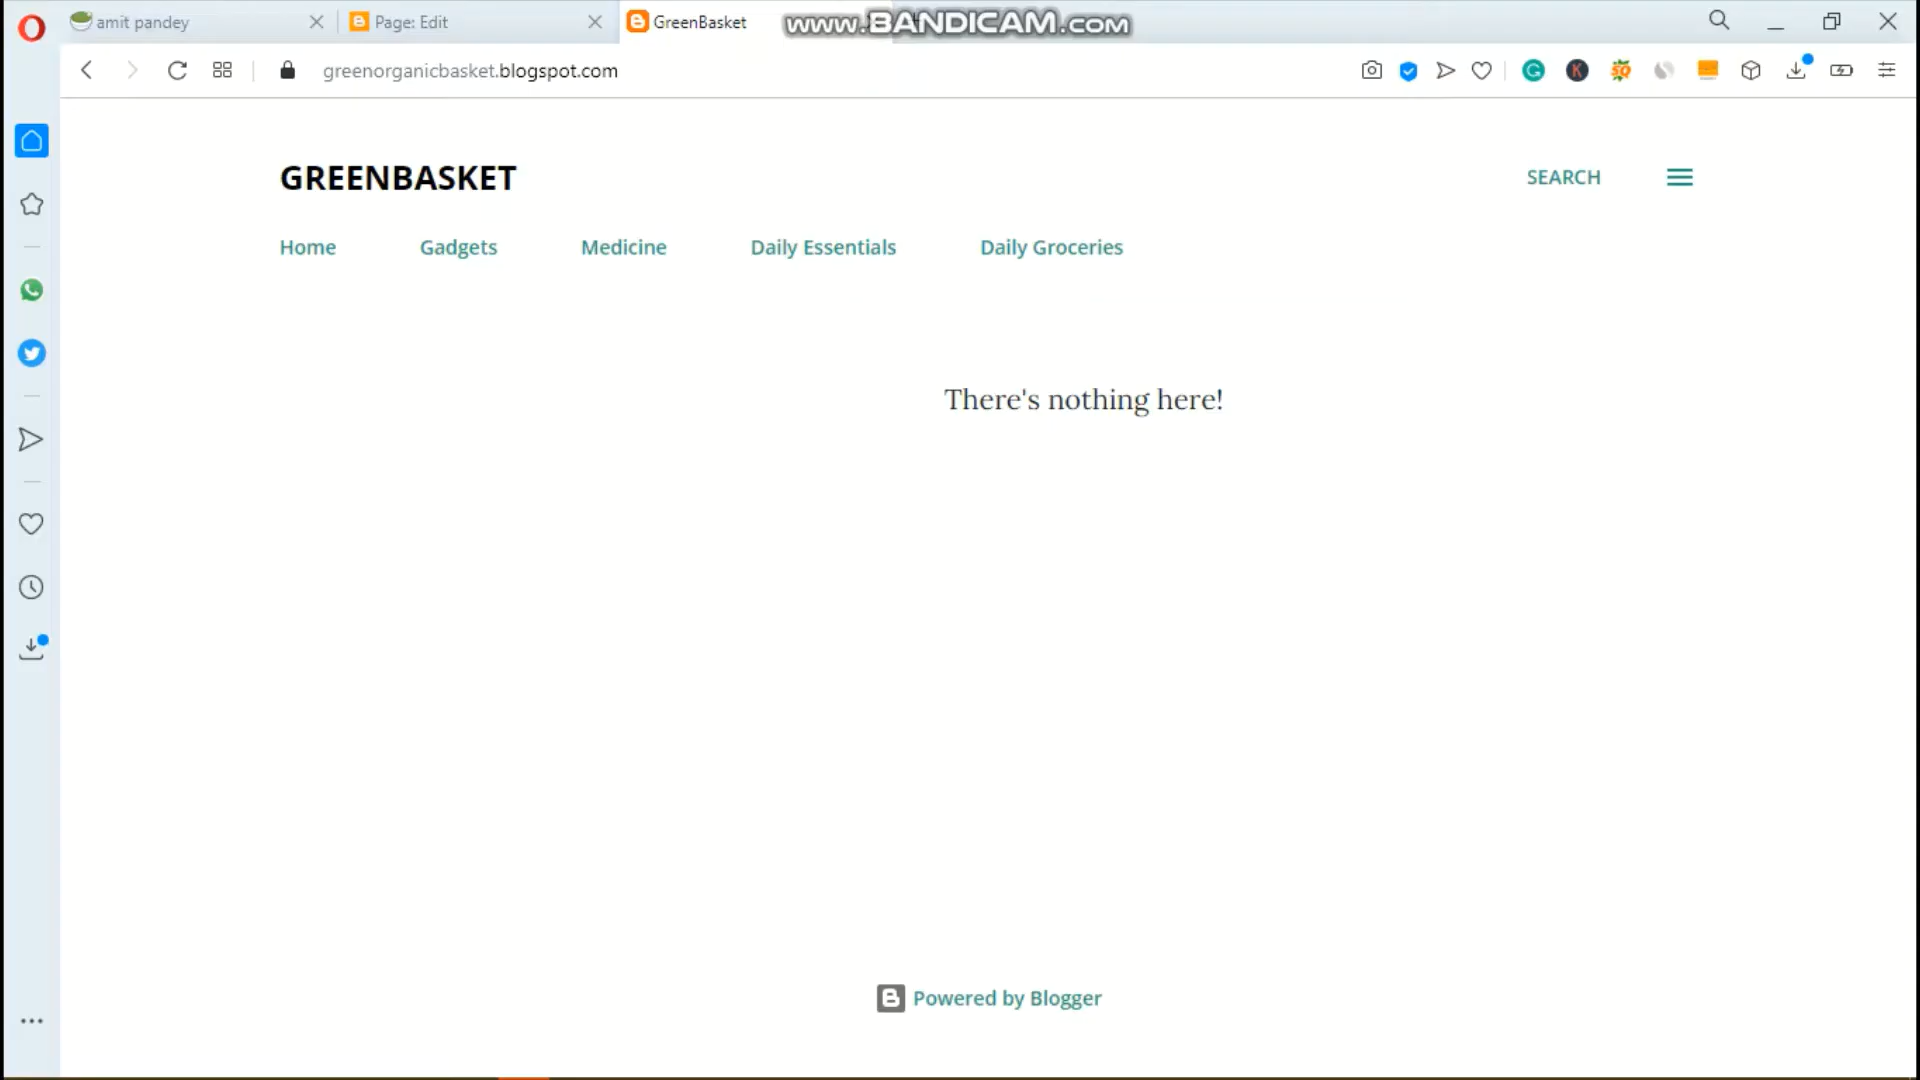 amit pandey
Page: Edit
GreenBasket
www.BANDICAM.com
greenorganicbasket.blogspot.com
GREENBASKET
SEARCH
Home
Gadgets
Medicine
Daily Essentials
Daily Groceries
There's nothing here!
Powered by Blogger